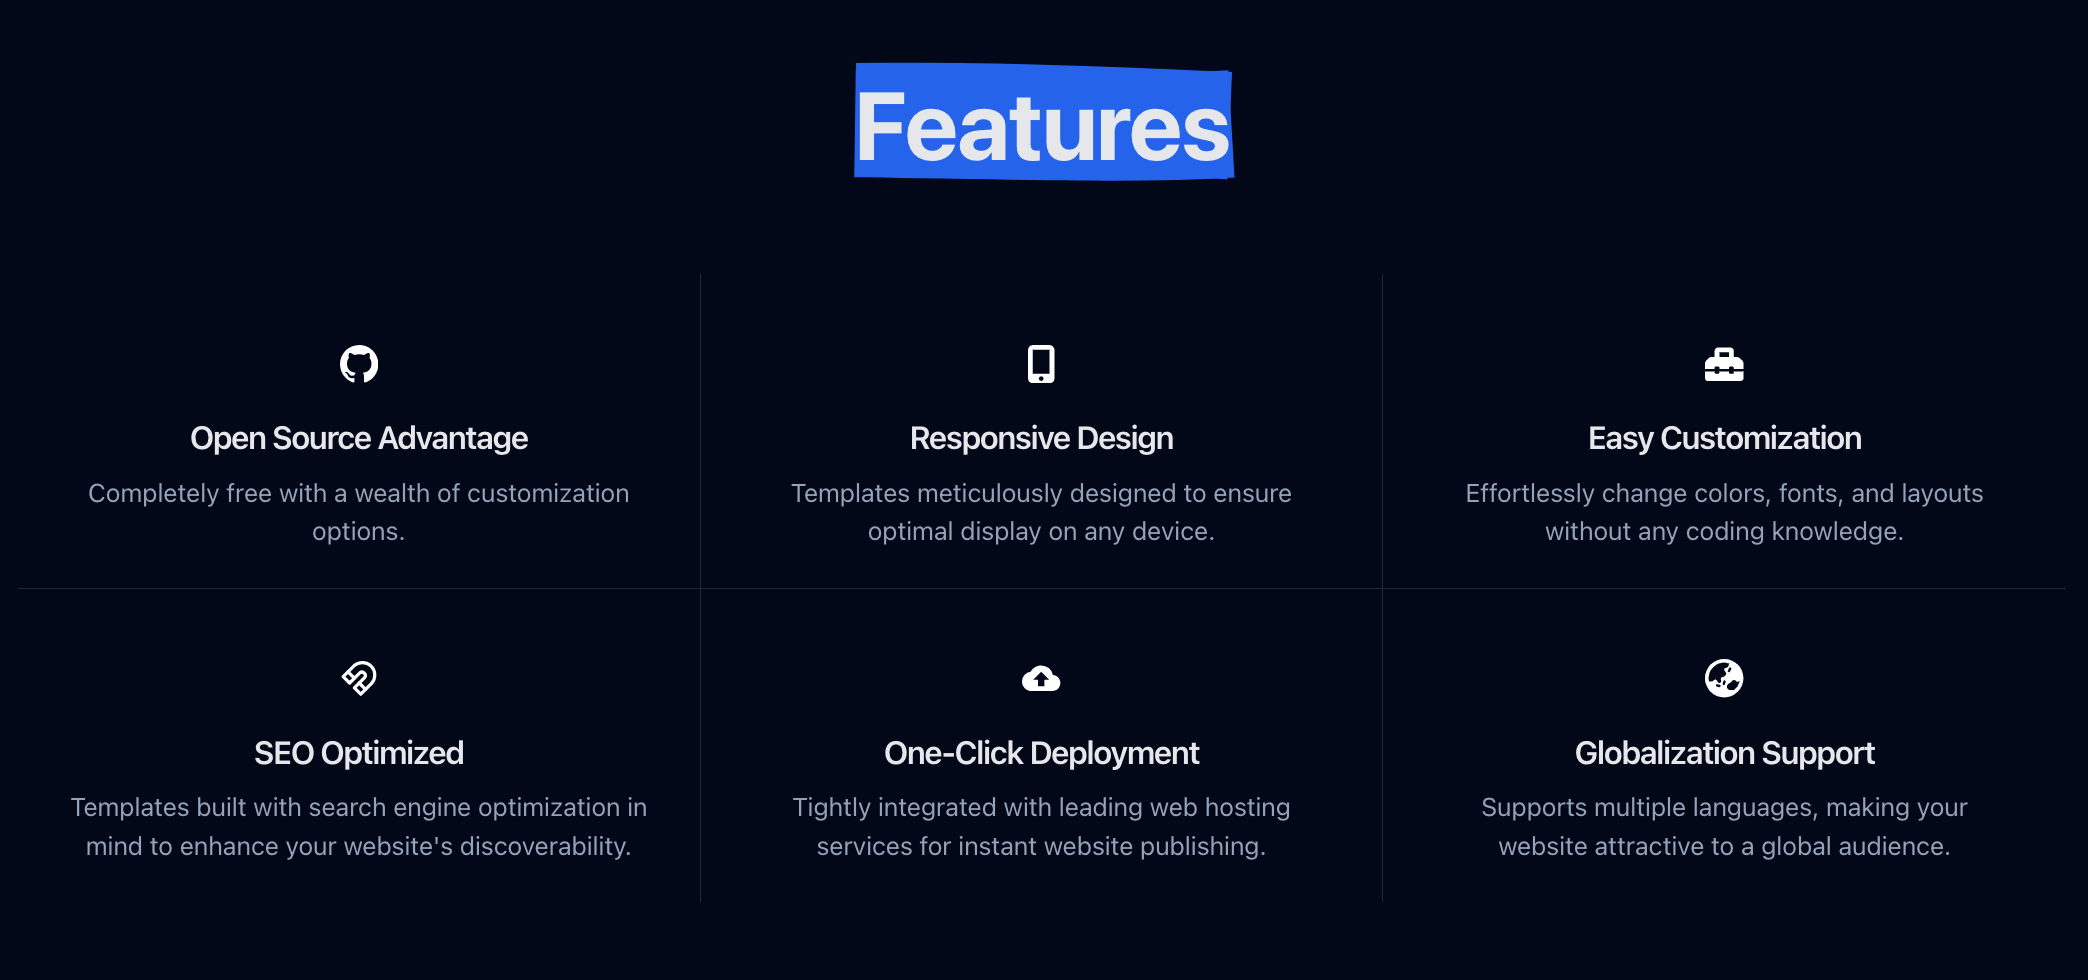 Features
Open Source Advantage
Completely free with a wealth of customization
options.
Responsive Design
Templates meticulously designed to ensure
optimal display on any device.
Easy Customization
Effortlessly change colors, fonts, and layouts
without any coding knowledge.
SEO Optimized
Templates built with search engine optimization in
mind to enhance your website's discoverability.
One-Click Deployment
Tightly integrated with leading web hosting
services for instant website publishing.
Globalization Support
Supports multiple languages, making your
website attractive to a global audience.